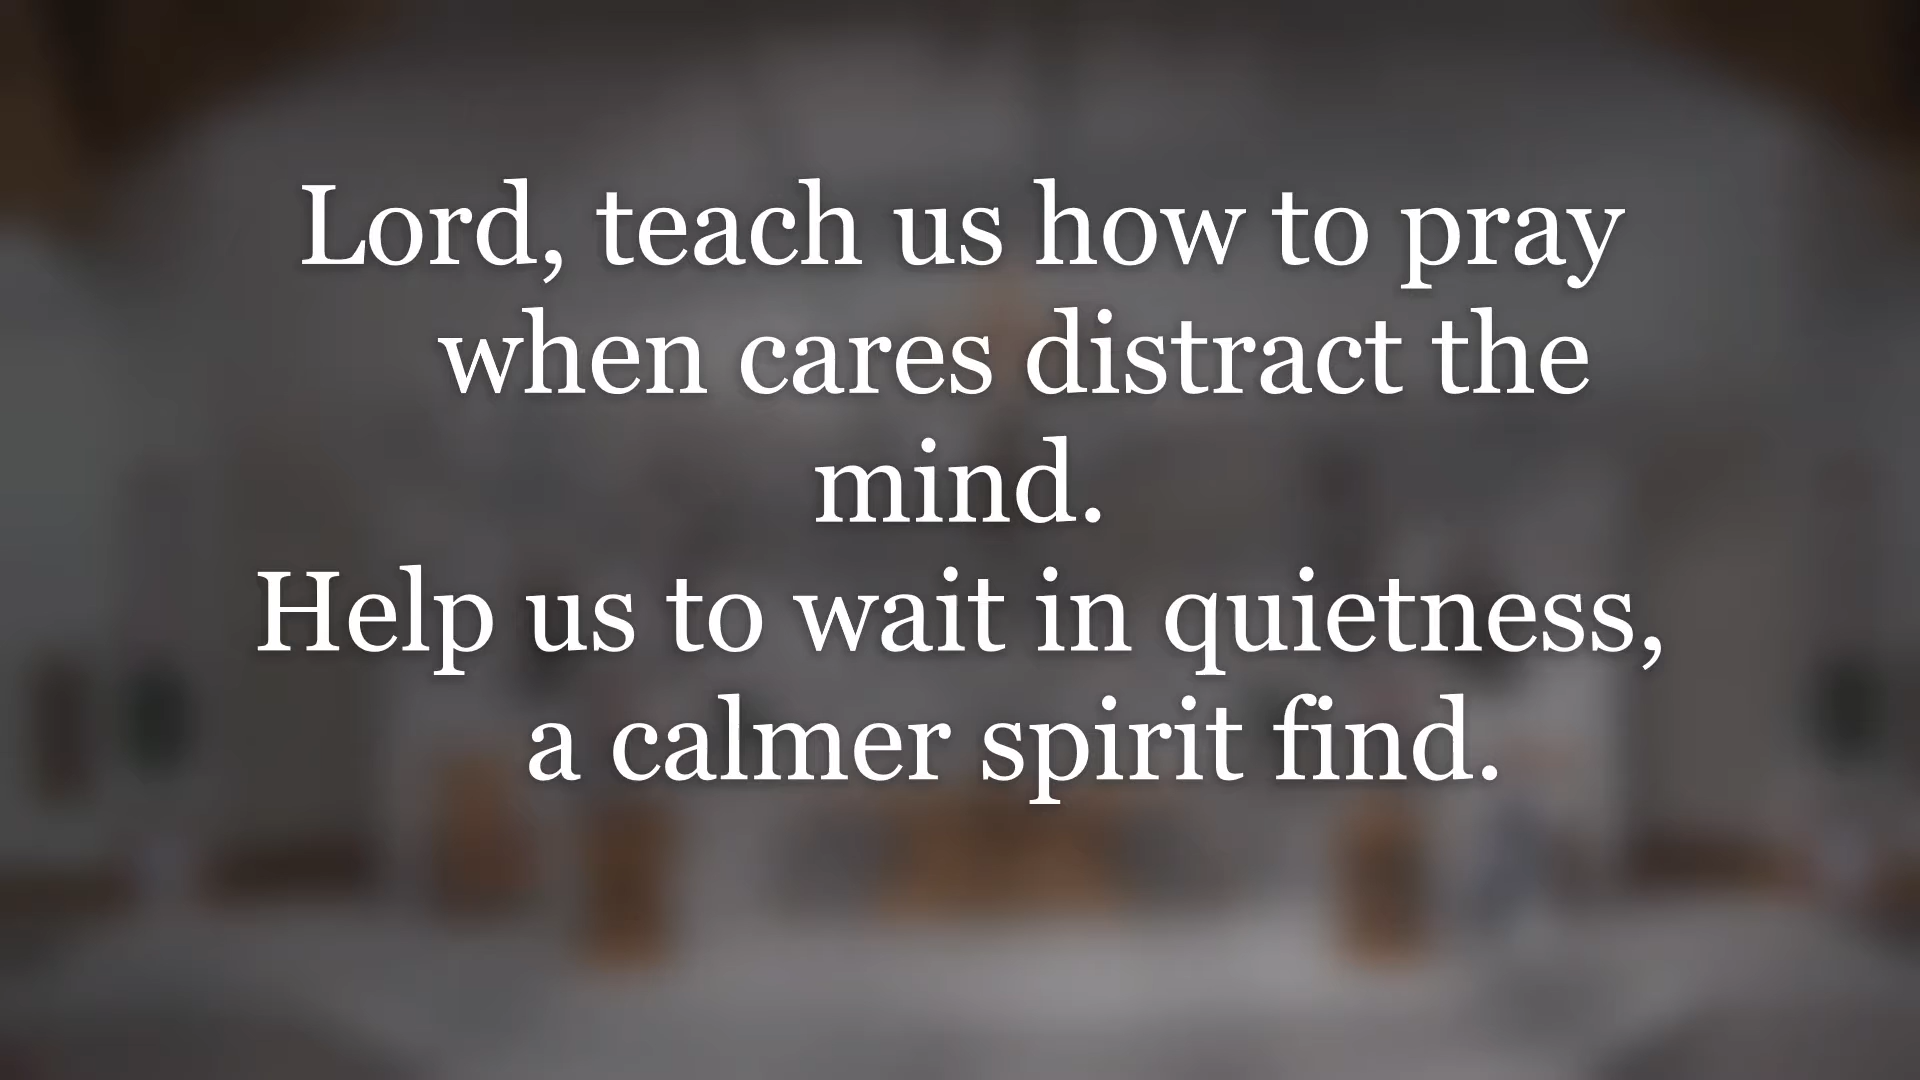 Lord, teach us how to pray
when cares distract the
mind.
Help us to wait in quietness,
a calmer spirit find.